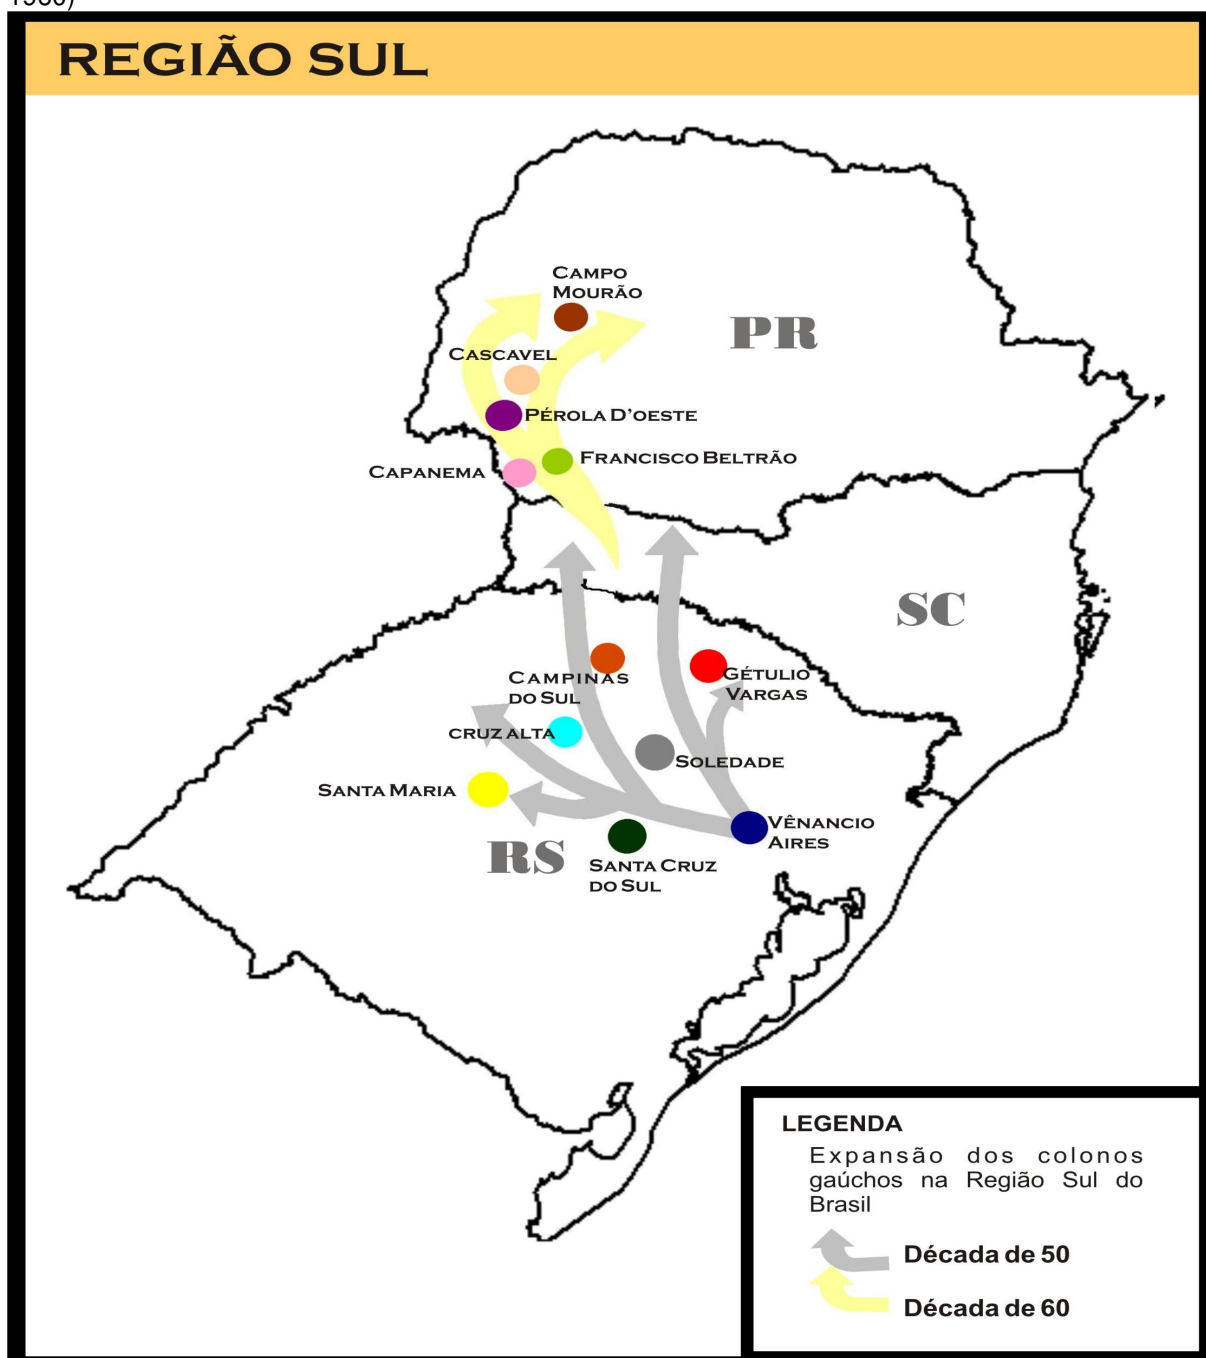 REGIÃO SUL
CAMPO
MOURÃO
PR
CASCAVEL
PÉROLA D'OESTE
FRANCISCO BELTRÃO
CAPANEMA
SC
CAMPINAS
DO SUL
GÉTULIO
VARGAS
CRUZ ALTA
SOLEDADE
SANTA MARIA
VÊNANCIO
AIRES
RS
SANTA CRUZ
DO SUL
LEGENDA
Expansão dos colonos
gaúchos na Região Sul do
Brasil
Década de 50
Década de 60